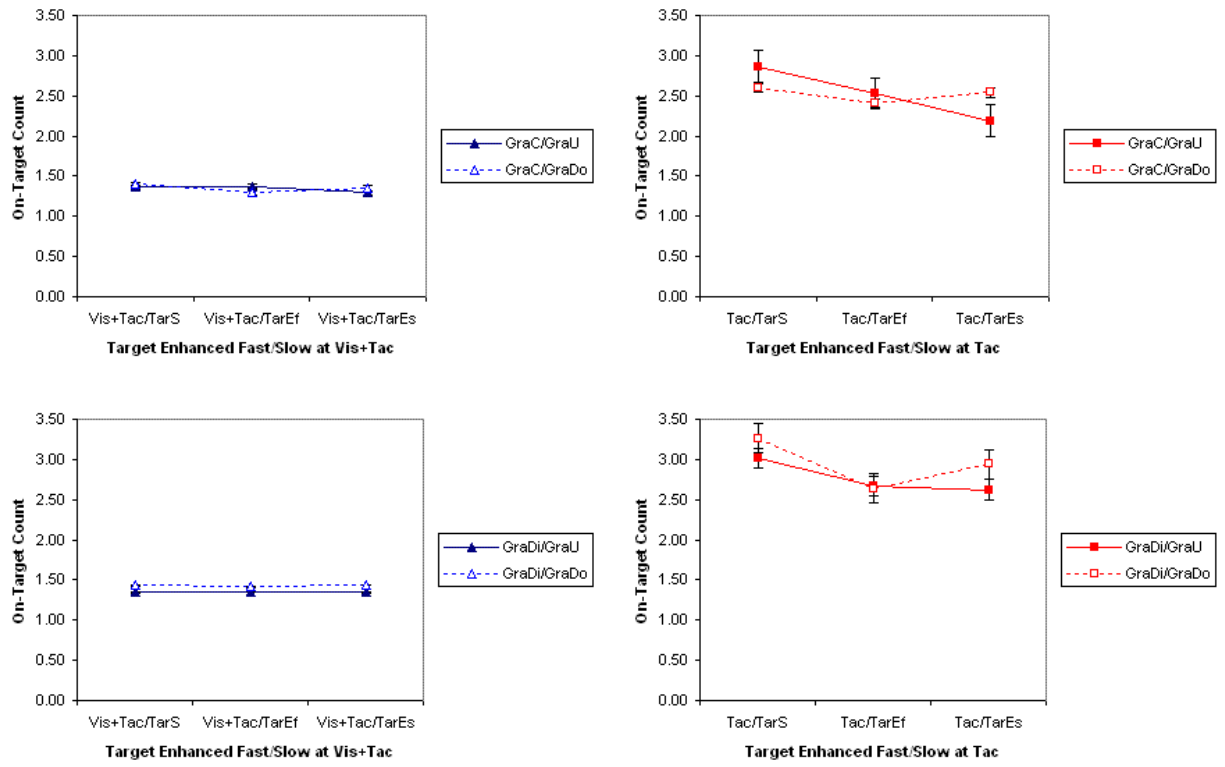 3.50
3.00
2.50
2.00
1.50
1.00
0.50
0.00
On-Target Count
Vis+Tac/TarS Vis+Tac/TarEf Vis+Tac/TarEs
Target Enhanced Fast/Slow at Vis+Tac
GraC/GraU
GraC/GraDo
3.50
3.00
2.50
2.00
1.50
1.00
0.50
0.00
On-Target Count
Tac/TarS Tac/TarEf Tac/TarEs
Target Enhanced Fast/Slow at Tac
GraC/GraU
GraC/GraDo
3.50
3.00
2.50
2.00
1.50
1.00
0.50
0.00
On-Target Count
Vis+Tac/TarS Vis+Tac/TarEf Vis+Tac/TarEs
Target Enhanced Fast/Slow at Vis+Tac
GraDi/GraU
GraDi/GraDo
3.50
3.00
2.50
2.00
1.50
1.00
0.50
0.00
On-Target Count
Tac/TarS Tac/TarEf Tac/TarEs
Target Enhanced Fast/Slow at Tac
GraDi/GraU
GraDi/GraDo